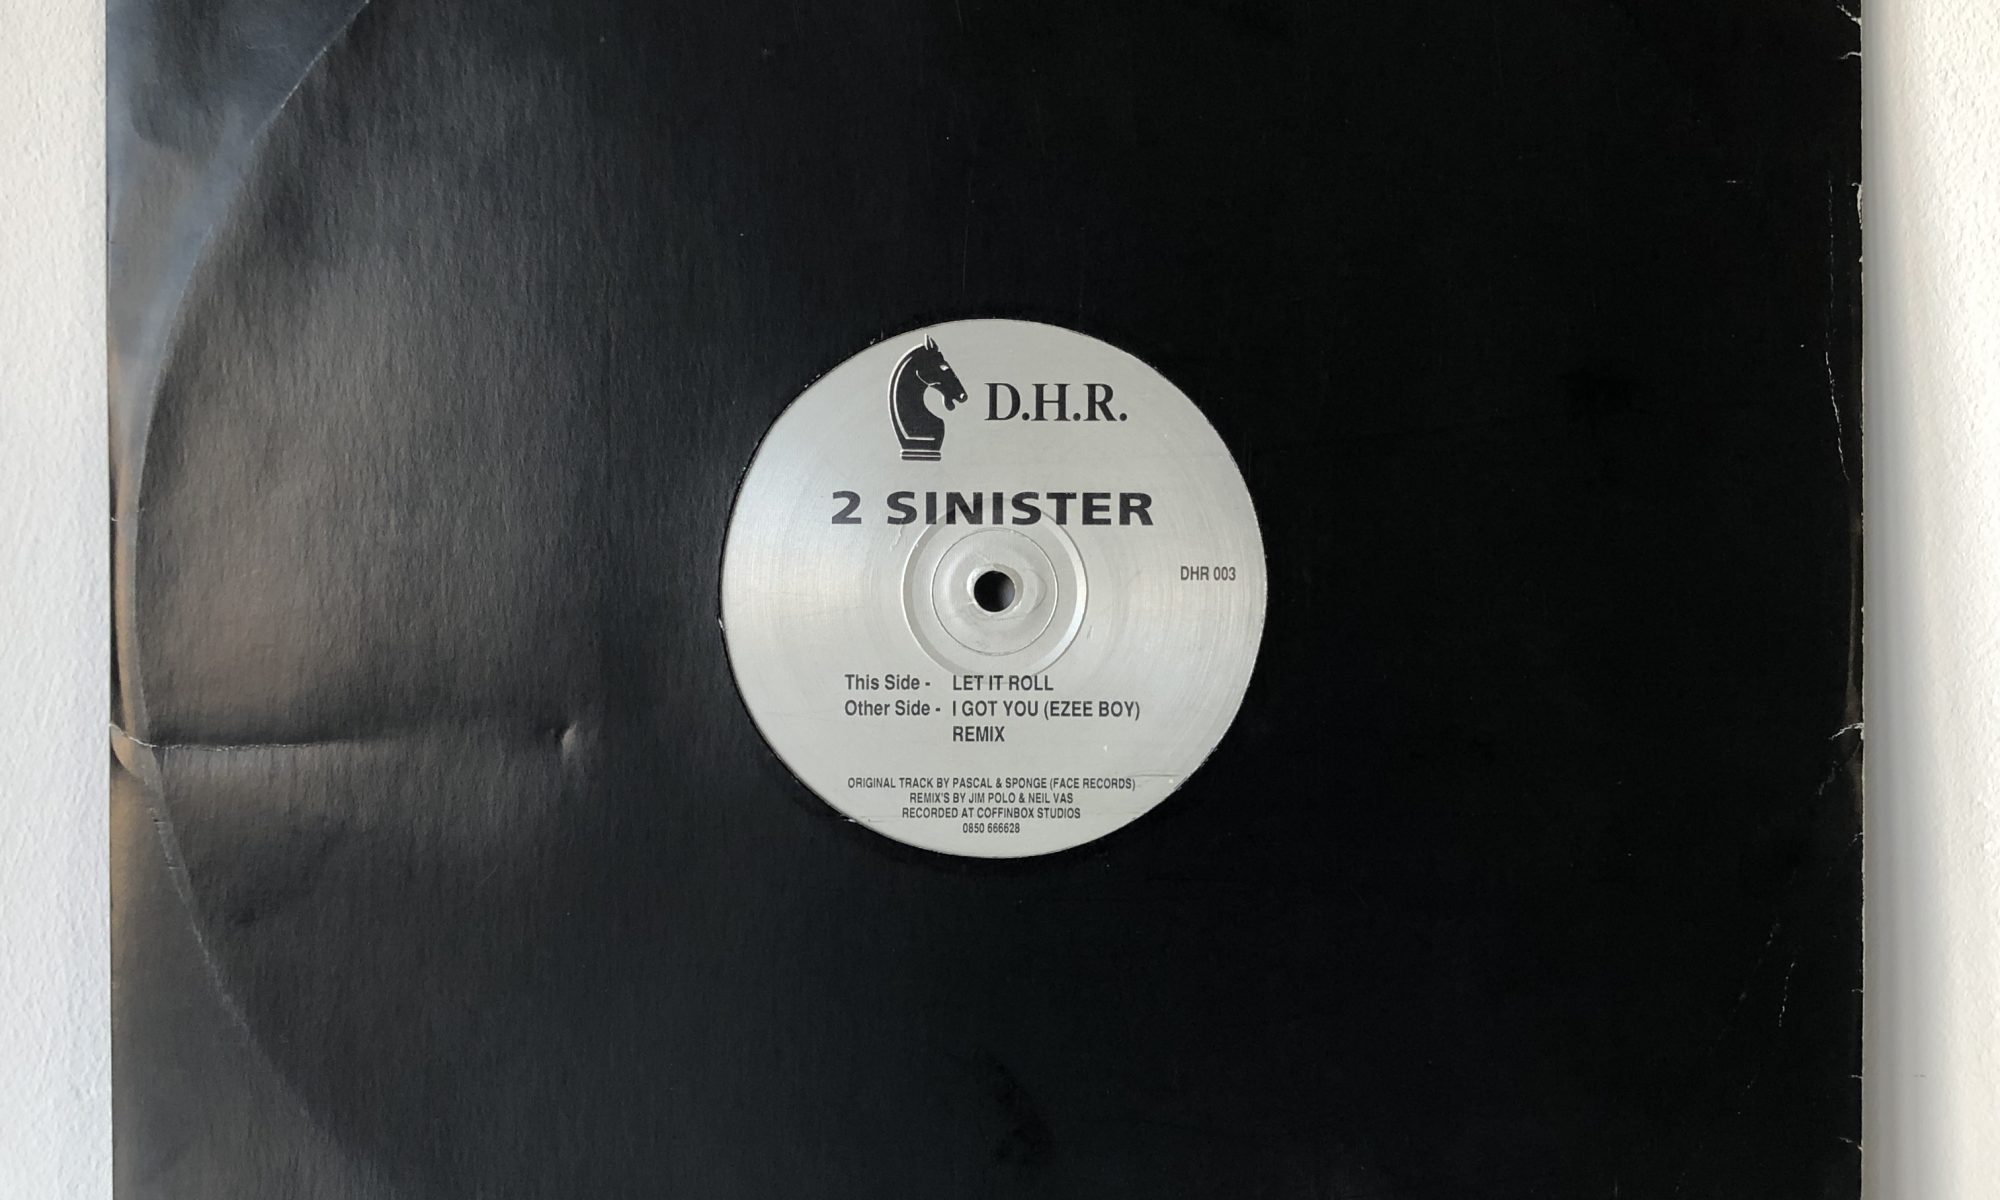 D.H.R.
2 SINISTER
DHR 003
This Side - LET IT ROLL
Other Side - I GOT YOU (EZEE BOY)
REMIX
ORIGINAL TRACK BY PASCAL & SPONGE (FACE RECORDS)
REMIX'S BY JIM POLO & NEIL VAS
RECORDED AT COFFINBOX STUDIOS
0850 666628